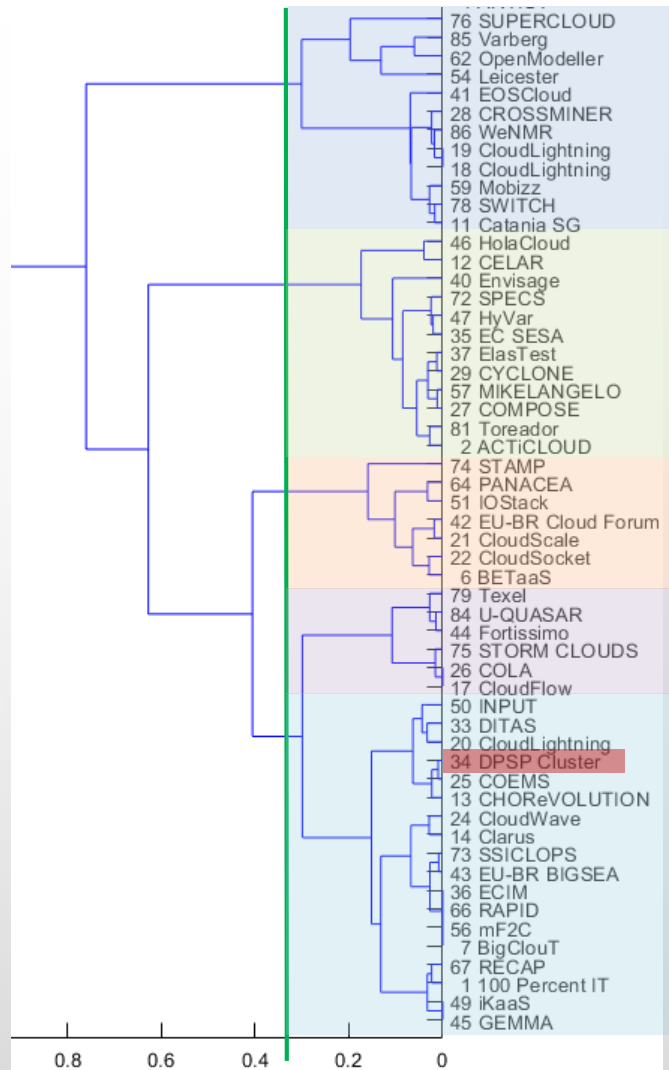 76 SUPERCLOUD
85 Varberg
62 OpenModeller
54 Leicester
41 EOSCloud
28 CROSSMINER
86 WeNMR
19 CloudLightning
18 CloudLightning
59 Mobizz
78 SWITCH
11 Catania SG
46 HolaCloud
12 CELAR
40 Envisage
72 SPECS
47 HyVar
35 EC SESA
37 ElasTest
29 CYCLONE
57 MIKELANGELO
27 COMPOSE
81 Toreador
2 ACTiCLOUD
74 STAMP
64 PANACEA
51 IOStack
42 EU-BR Cloud Forum
21 CloudScale
22 CloudSocket
6 BETaaS
79 Texel
84 U-QUASAR
44 Fortissimo
75 STORM CLOUDS
26 COLA
17 CloudFlow
50 INPUT
33 DITAS
20 CloudLightning
34 DPSP Cluster
25 COEMS
13 CHOReVOLUTION
24 CloudWave
14 Clarus
73 SSICLOPS
43 EU-BR BIGSEA
36 ECIM
66 RAPID
56 mF2C
7 BigClouT
67 RECAP
1 100 Percent IT
49 iKaaS
45 GEMMA
0.8 0.6 0.4 0.2 0